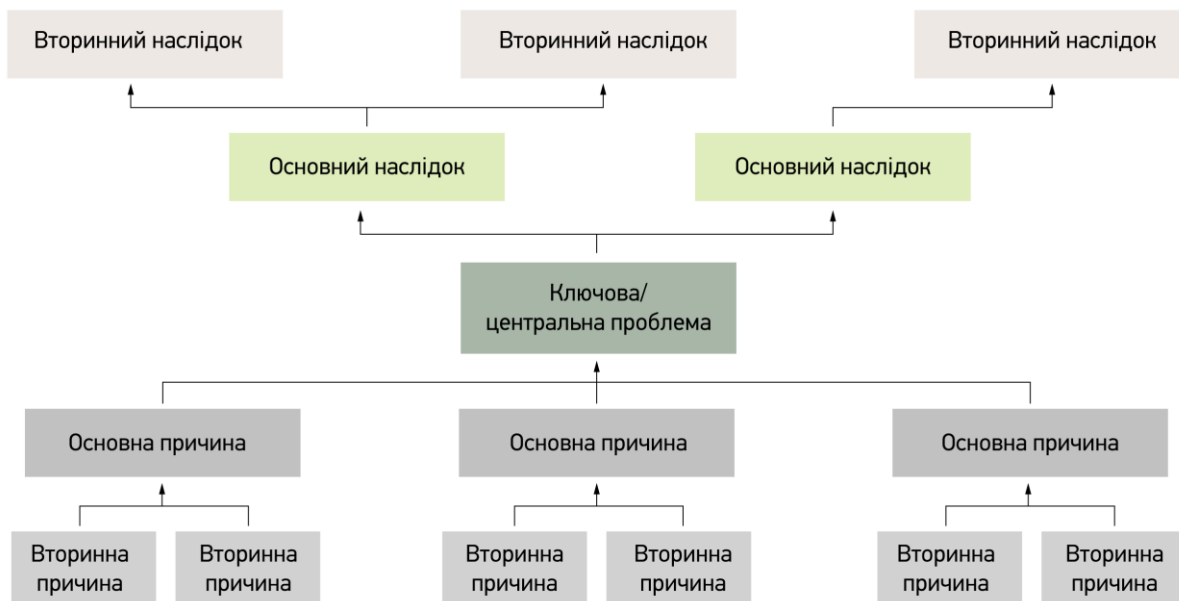 Вторинний наслідок
Вторинний наслідок
Вторинний наслідок
Основний наслідок
Основний наслідок
Ключова/
центральна проблема
Основна причина
Основна причина
Основна причина
Вторинна
причина
Вторинна
причина
Вторинна
причина
Вторинна
причина
Вторинна
причина
Вторинна
причина